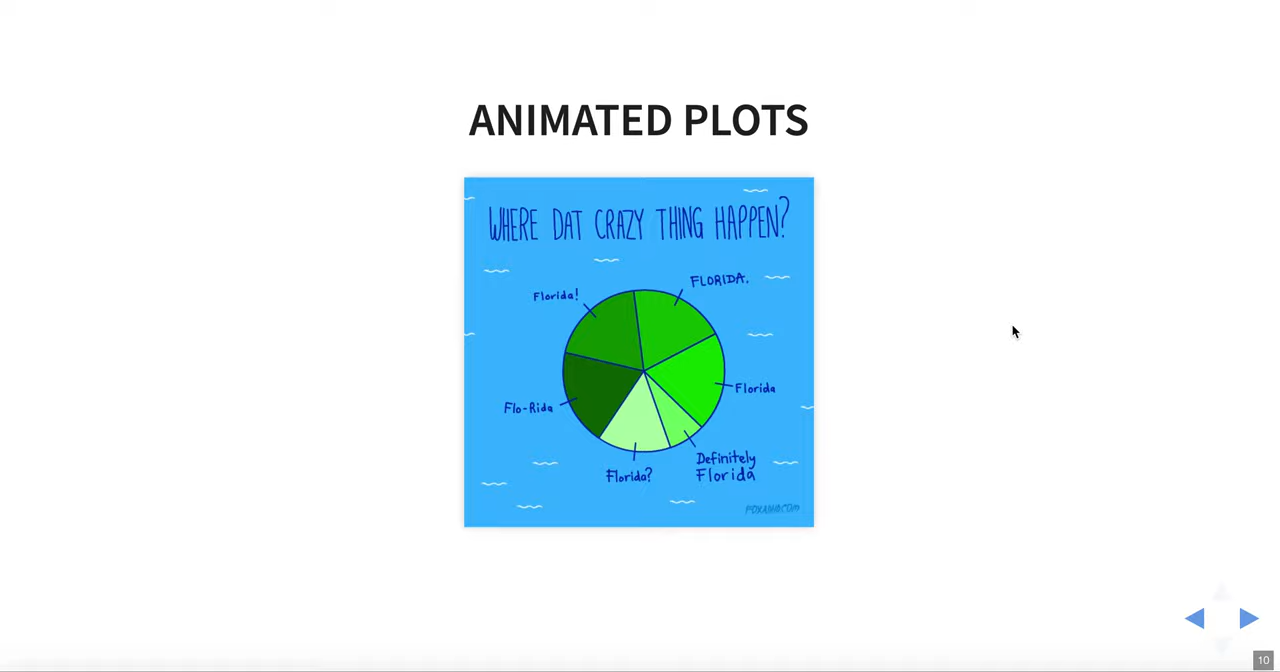 ANIMATED PLOTS
WHERE DAT CRAZY THING HAPPEN?
FLORIDA.
Florida!
Florida
Flo-Rida
Definitely
Florida
Florida?
10